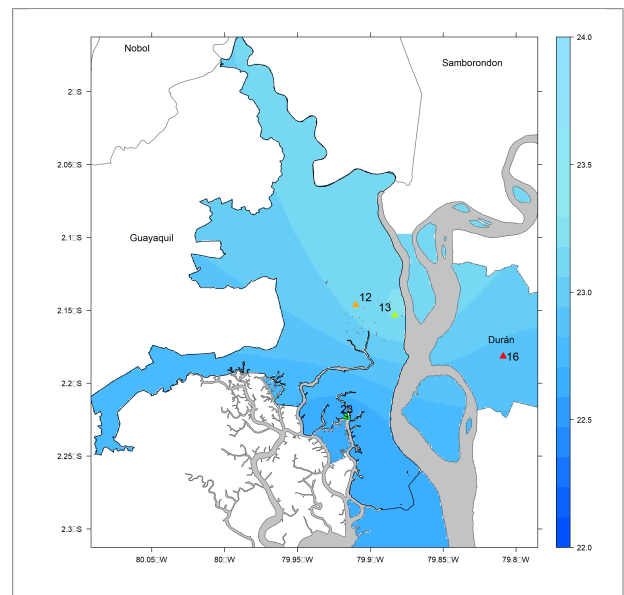 Nobol
Samborondon
24.0
2□S
23.5
2.05□S
2.1□S
Guayaquil
23.0
12
13
2.15□S
Durán
16
2.2□S
22.5
23
2.25□S
2.3□S
22.0
80.05□W
80□W
79.95□W
79.9□W
79.85□W
79.8□W